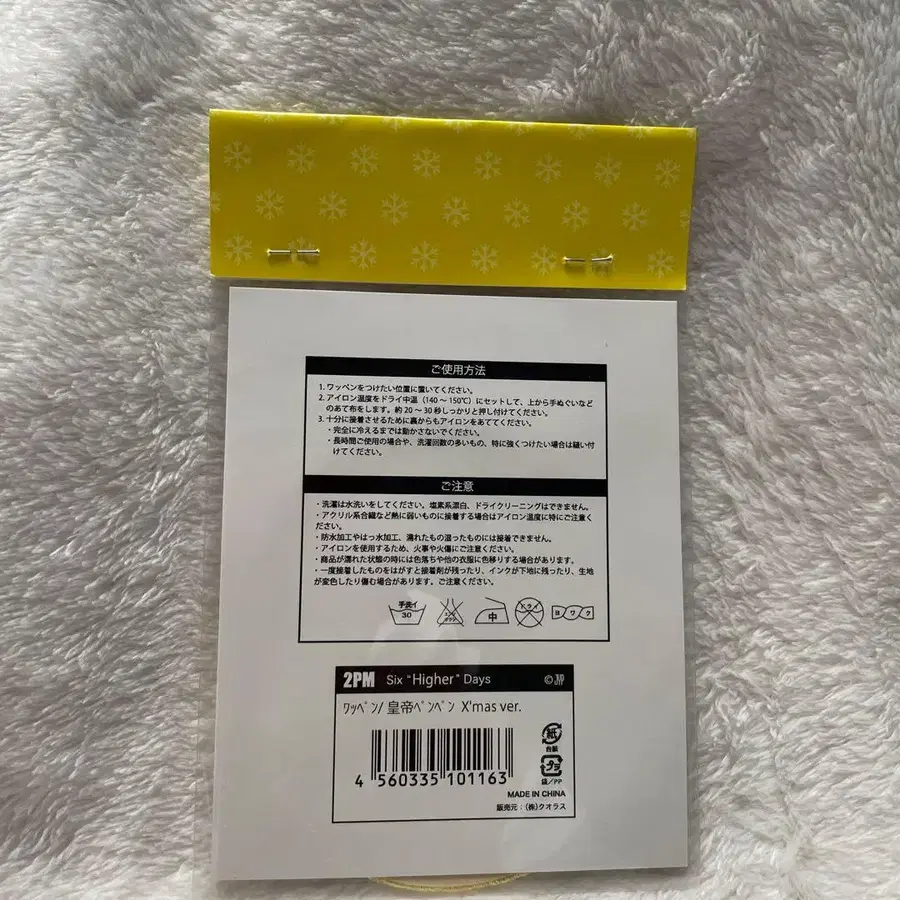 ご使用方法
1. ワッペンをつけたい位置に置いてください。
2. アイロン温度をドライ中温（140～150℃）にセットして、上から手ぬぐいなど
のあて布をします。約20～30秒しっかりと押し付けてください。
3. 十分に接着させるために裏からもアイロンをあててください。
・完全に冷えるまでは動かさないでください。
・長時間ご使用の場合や、洗濯回数の多いもの、特に強くつけたい場合は縫い付
けてください。
ご注意
・洗濯は水洗いをしてください。塩素系漂白、ドライクリーニングはできません。
・アクリル系合繊など熱に弱いものに接着する場合はアイロン温度に特にご注意く
ださい。
・防水加工やはっ水加工、濡れたもの湿ったものには接着できません。
・アイロンを使用するため、火事や火傷にご注意ください。
・商品が濡れた状態の時には色落ちや他の衣服に色移りする場合があります。
・一度接着したものをはがすと接着剤が残ったり、インクが下地に残ったり、生地
が変色したり傷む場合があります。ご注意ください。
手洗イ 30 エンソ サラシ 中 ドライ ヨワク
2PM Six "Higher" Days ©JYP
ﾜｯﾍﾟﾝ/ 皇帝ﾍﾟﾝﾍﾟﾝ X'mas ver.
紙
台紙
4 560335 101163
プラ
袋／PP
MADE IN CHINA
販売元：（株）クオラス